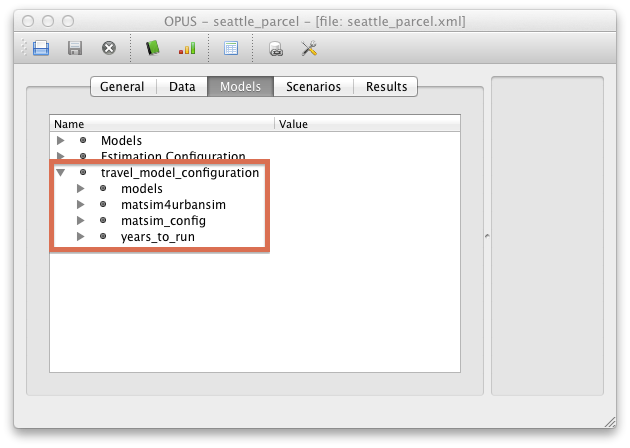 OPUS - seattle_parcel - [file: seattle_parcel.xml]
General Data Models Scenarios Results
Name Value
Models
Estimation Configuration
travel_model_configuration
models
matsim4urbansim
matsim_config
years_to_run